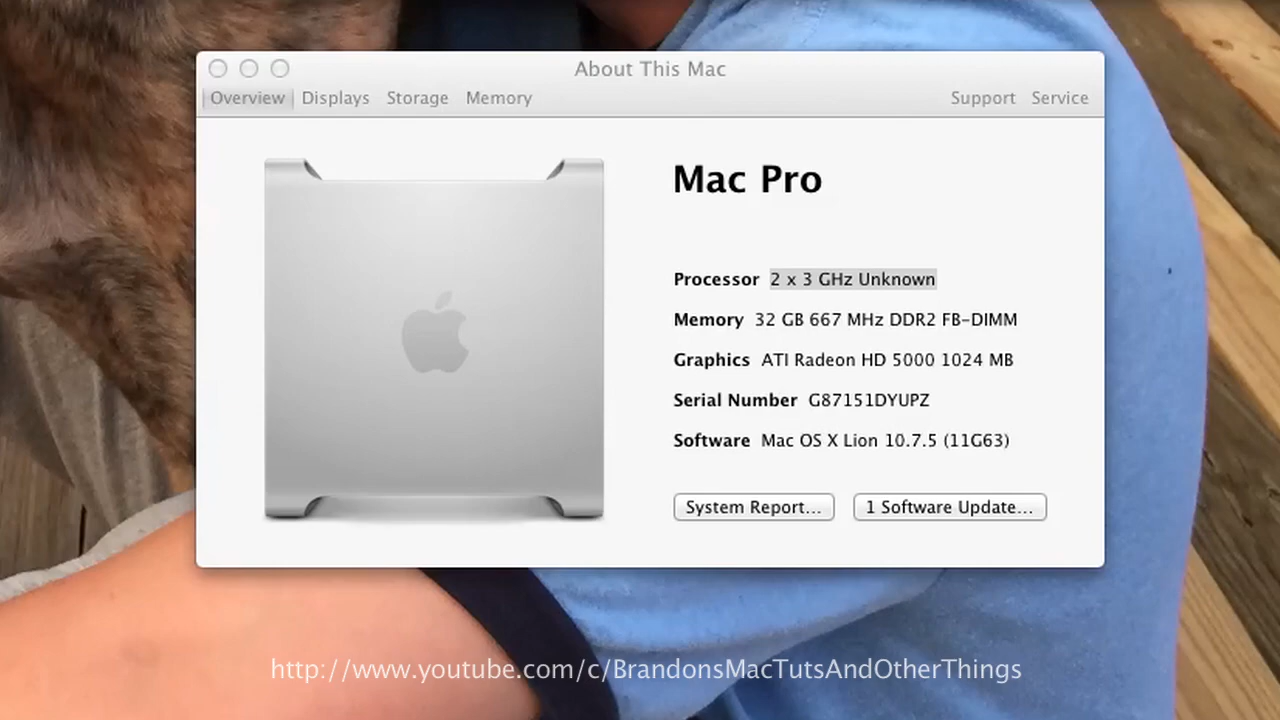 About This Mac
Overview Displays Storage Memory Support Service
Mac Pro
Processor 2 x 3 GHz Unknown
Memory 32 GB 667 MHz DDR2 FB-DIMM
Graphics ATI Radeon HD 5000 1024 MB
Serial Number G87151DYUPZ
Software Mac OS X Lion 10.7.5 (11G63)
System Report... 1 Software Update...
http://www.youtube.com/c/BrandonsMacTutsAndOtherThings